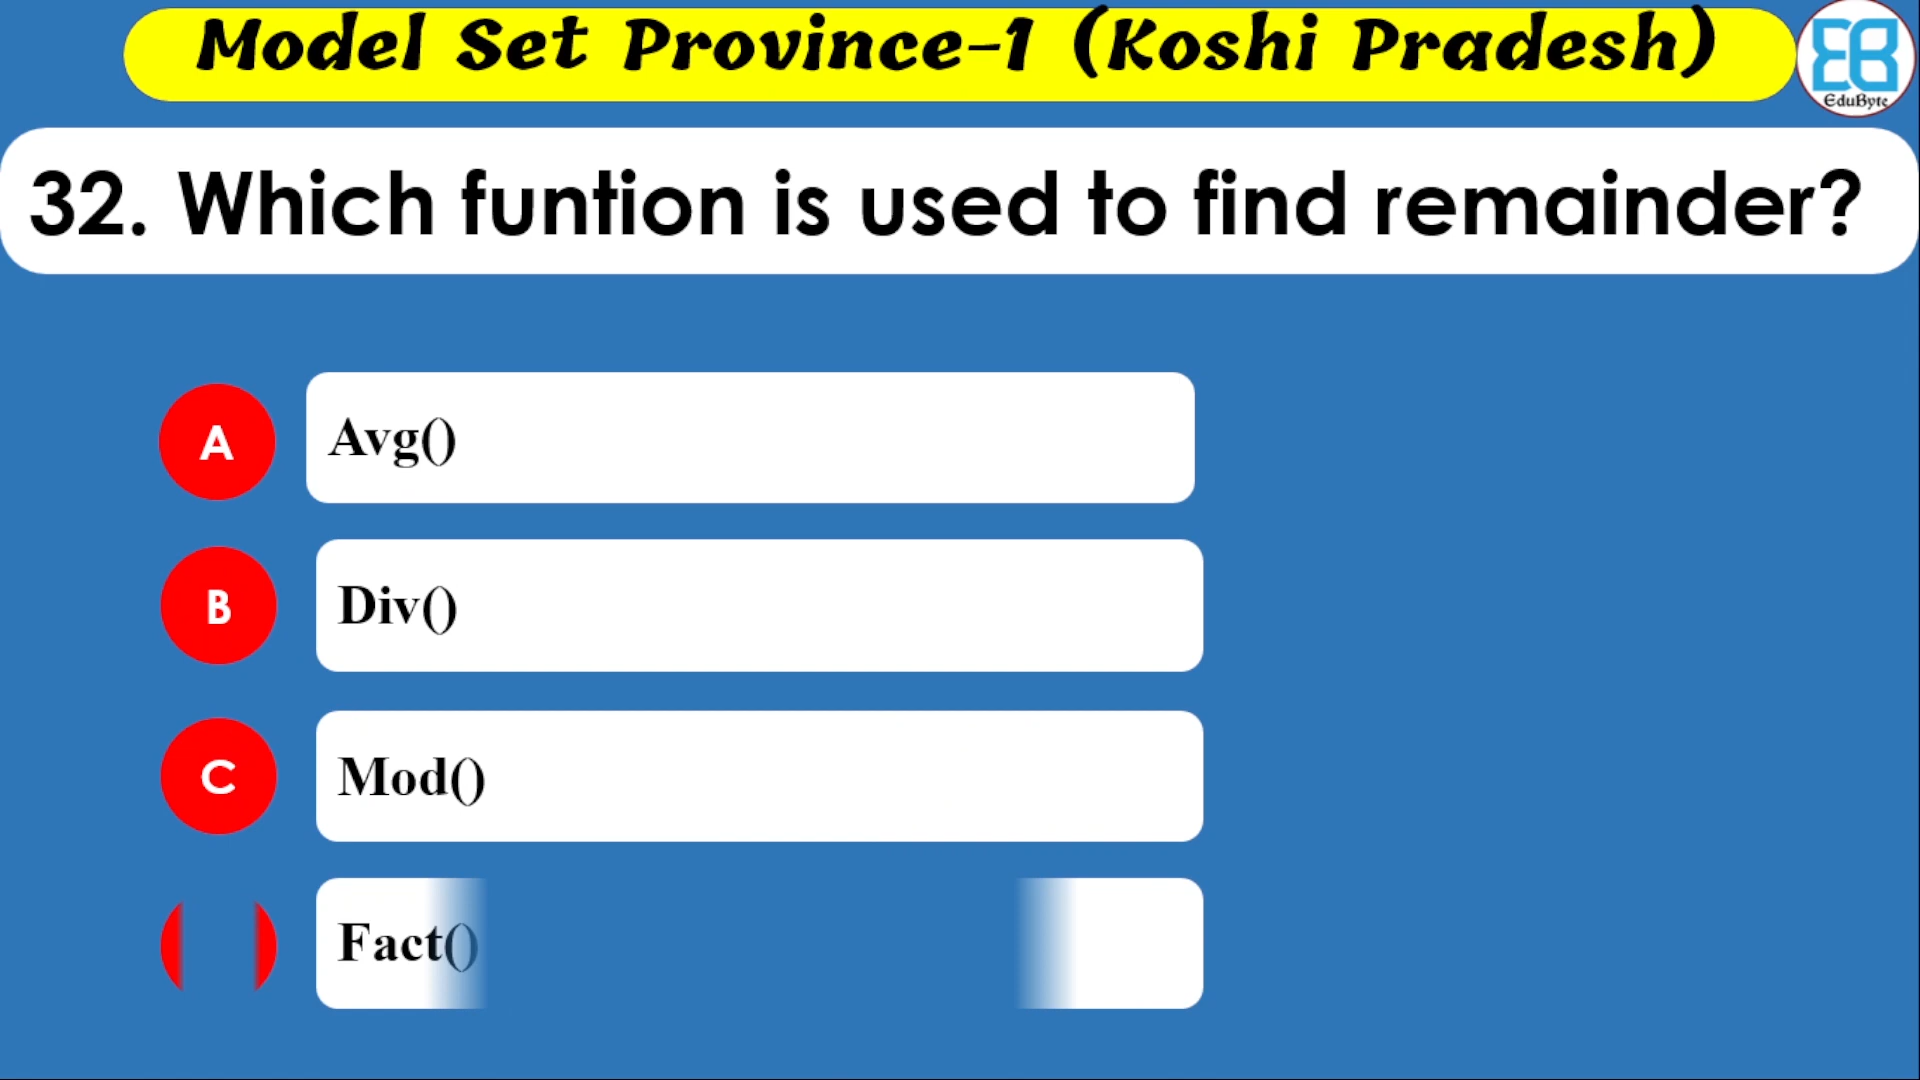 Model Set Province-1 (Koshi Pradesh)
EduByte
32. Which funtion is used to find remainder?
A
Avg()
B
Div()
C
Mod()
Fact()